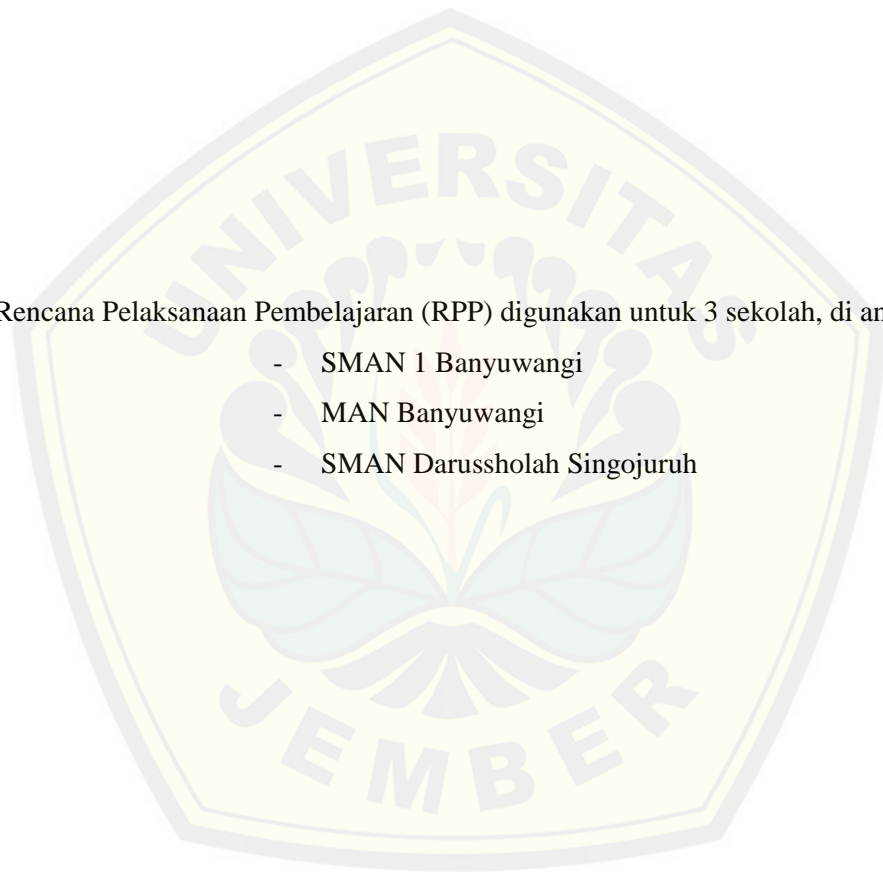 UNIVERSITAS
Rencana Pelaksanaan Pembelajaran (RPP) digunakan untuk 3 sekolah, di
- SMAN 1 Banyuwangi
- MAN Banyuwangi
- SMAN Darussholah Singojuruh
JEMBER